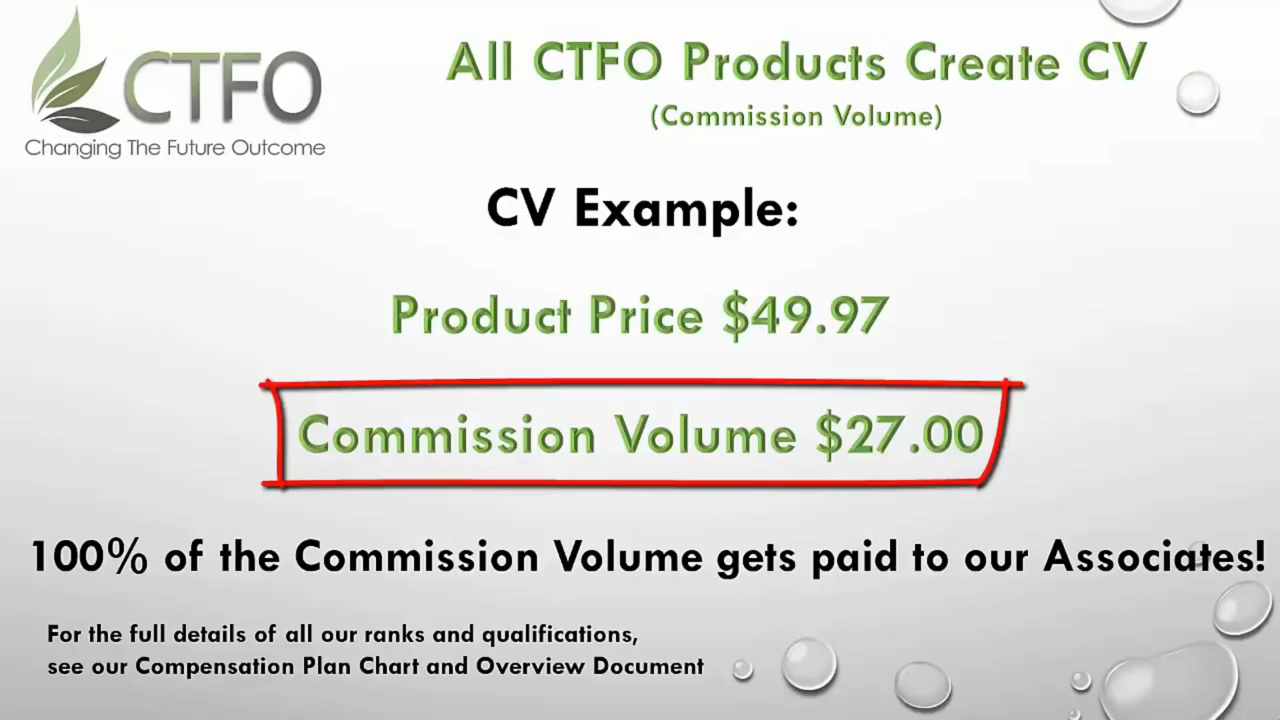 CTFO
Changing The Future Outcome
All CTFO Products Create CV
(Commission Volume)
CV Example:
Product Price $49.97
Commission Volume $27.00
100% of the Commission Volume gets paid to our Associates!
For the full details of all our ranks and qualifications,
see our Compensation Plan Chart and Overview Document